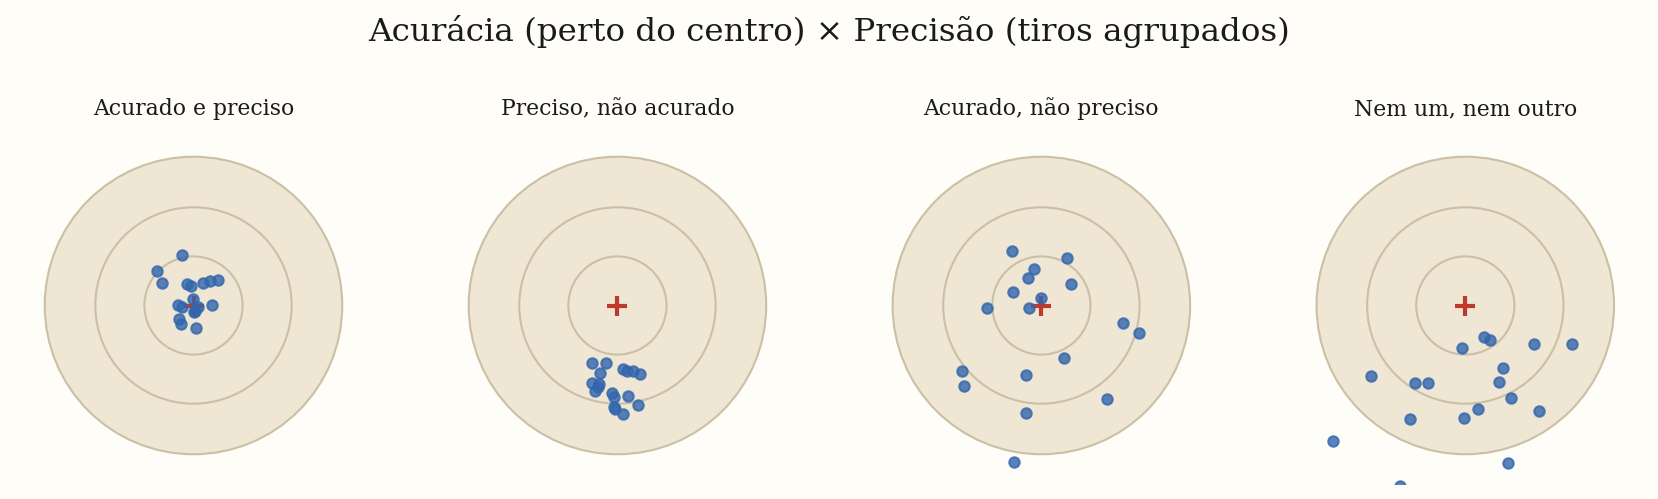 Acurácia (perto do centro) × Precisão (tiros agrupados)
Acurado e preciso
Preciso, não acurado
Acurado, não preciso
Nem um, nem outro